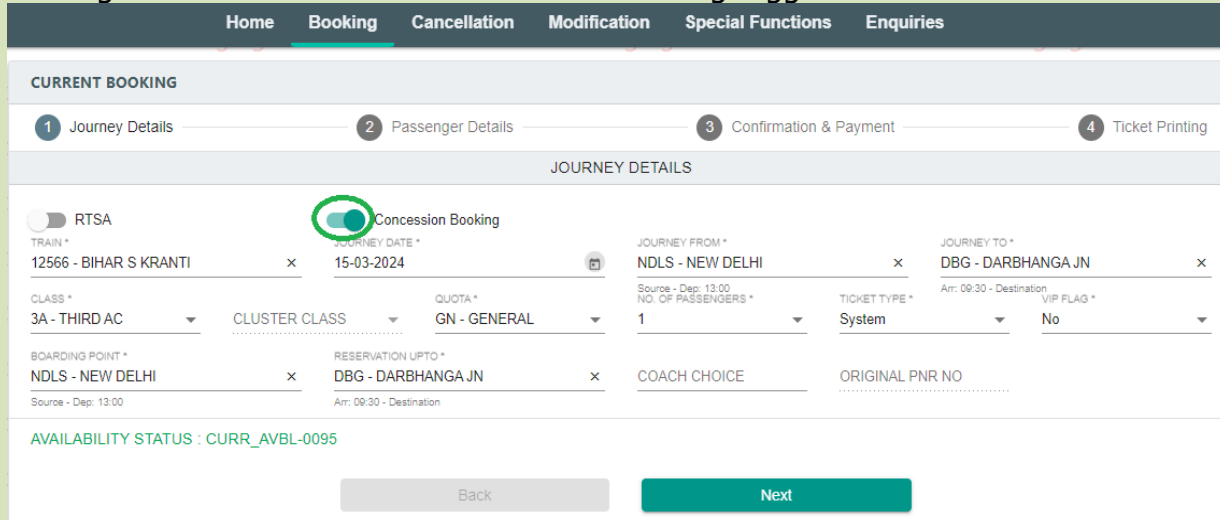 Home Booking Cancellation Modification Special Functions Enquiries
CURRENT BOOKING
1 Journey Details 2 Passenger Details 3 Confirmation & Payment 4 Ticket Printing
JOURNEY DETAILS
RTSA Concession Booking
TRAIN * JOURNEY DATE * JOURNEY FROM * JOURNEY TO *
12566 - BIHAR S KRANTI × 15-03-2024 NDLS - NEW DELHI × DBG - DARBHANGA JN ×
Source - Dep: 13:00 Arr: 09:30 - Destination
CLASS * QUOTA * NO. OF PASSENGERS * TICKET TYPE * VIP FLAG *
3A - THIRD AC CLUSTER CLASS GN - GENERAL 1 System No
BOARDING POINT * RESERVATION UPTO *
NDLS - NEW DELHI × DBG - DARBHANGA JN × COACH CHOICE ORIGINAL PNR NO
Source - Dep: 13:00 Arr: 09:30 - Destination
AVAILABILITY STATUS : CURR_AVBL-0095
Back Next